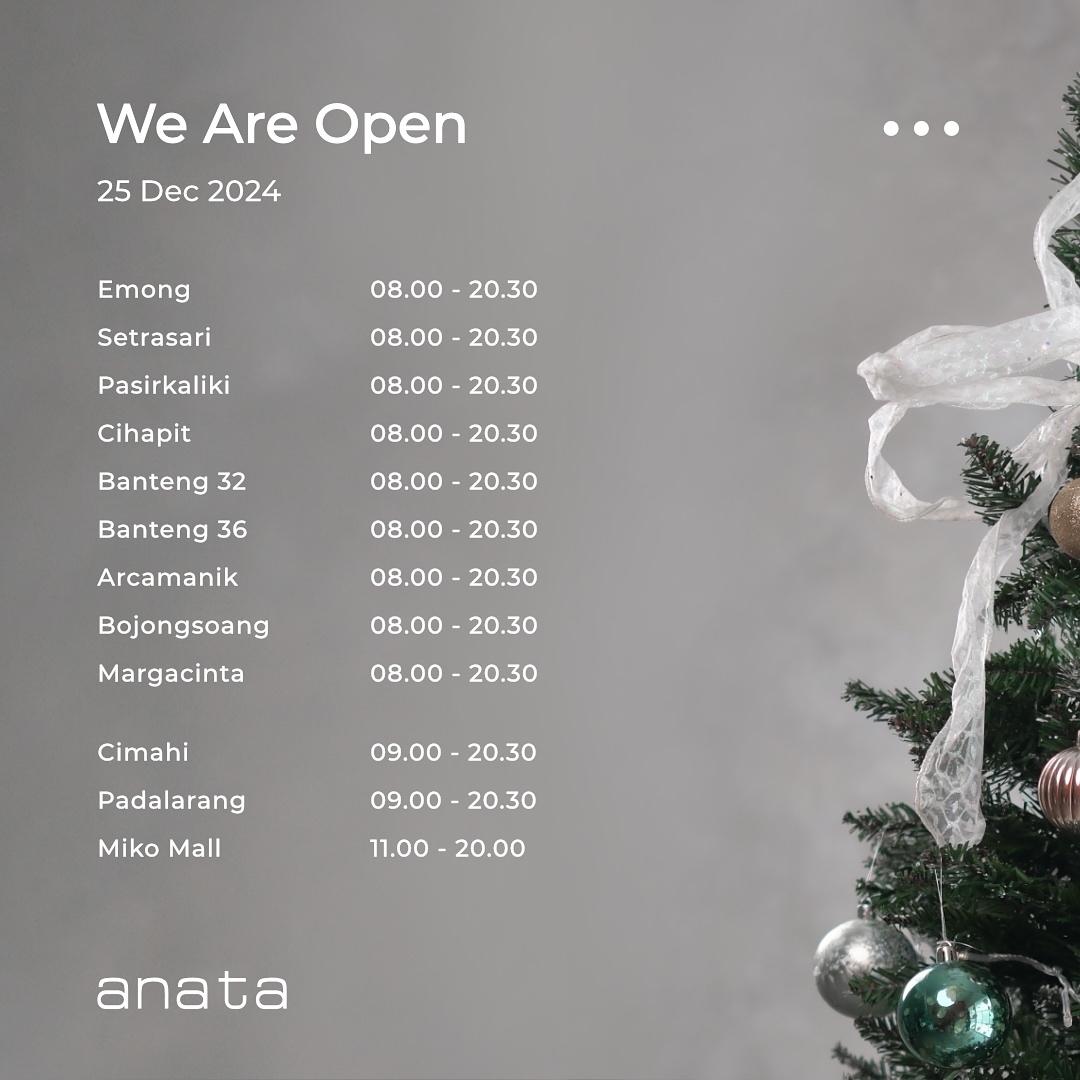 We Are Open
25 Dec 2024
Emong 08.00 - 20.30
Setrasari 08.00 - 20.30
Pasirkaliki 08.00 - 20.30
Cihapit 08.00 - 20.30
Banteng 32 08.00 - 20.30
Banteng 36 08.00 - 20.30
Arcamanik 08.00 - 20.30
Bojongsoang 08.00 - 20.30
Margacinta 08.00 - 20.30
Cimahi 09.00 - 20.30
Padalarang 09.00 - 20.30
Miko Mall 11.00 - 20.00
anata